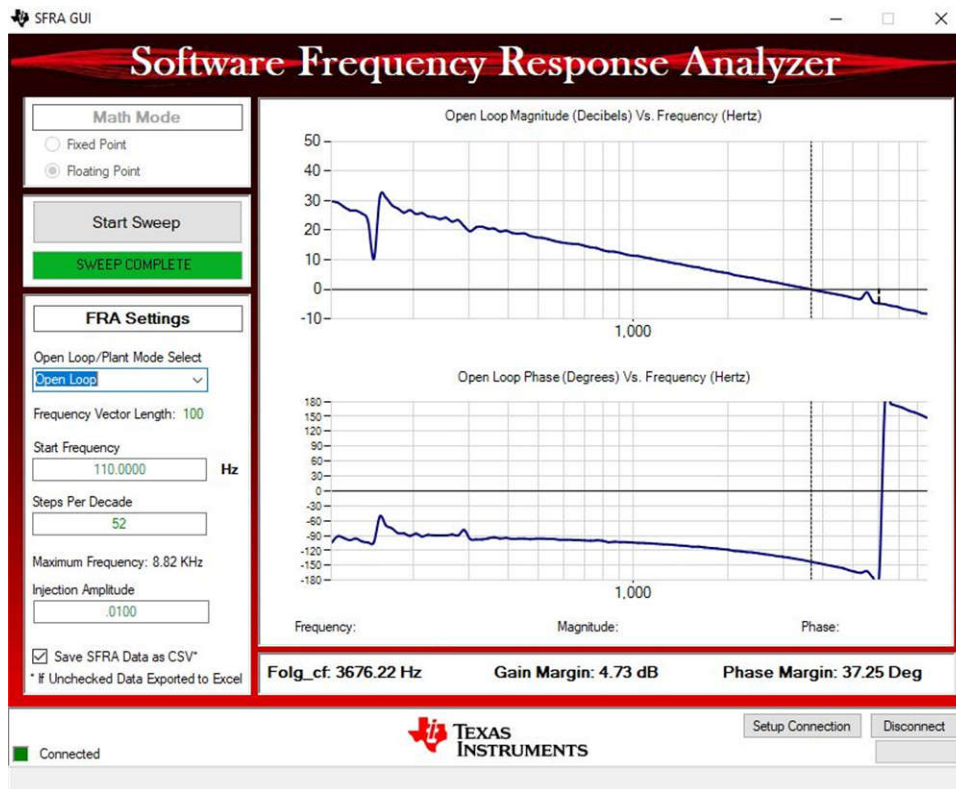 SFRA GUI
Software Frequency Response Analyzer
Math Mode
Fixed Point
Floating Point
Start Sweep
SWEEP COMPLETE
FRA Settings
Open Loop/Plant Mode Select
Open Loop
Frequency Vector Length: 100
Start Frequency
110.0000 Hz
Steps Per Decade
52
Maximum Frequency: 8.82 KHz
Injection Amplitude
.0100
Save SFRA Data as CSV*
* If Unchecked Data Exported to Excel
Open Loop Magnitude (Decibels) Vs. Frequency (Hertz)
50
40
30
20
10
0
-10
1,000
Open Loop Phase (Degrees) Vs. Frequency (Hertz)
180
150
120
90
60
30
0
-30
-60
-90
-120
-150
-180
1,000
Frequency: Magnitude: Phase:
Folg_cf: 3676.22 Hz Gain Margin: 4.73 dB Phase Margin: 37.25 Deg
Connected
TEXAS
INSTRUMENTS
Setup Connection Disconnect